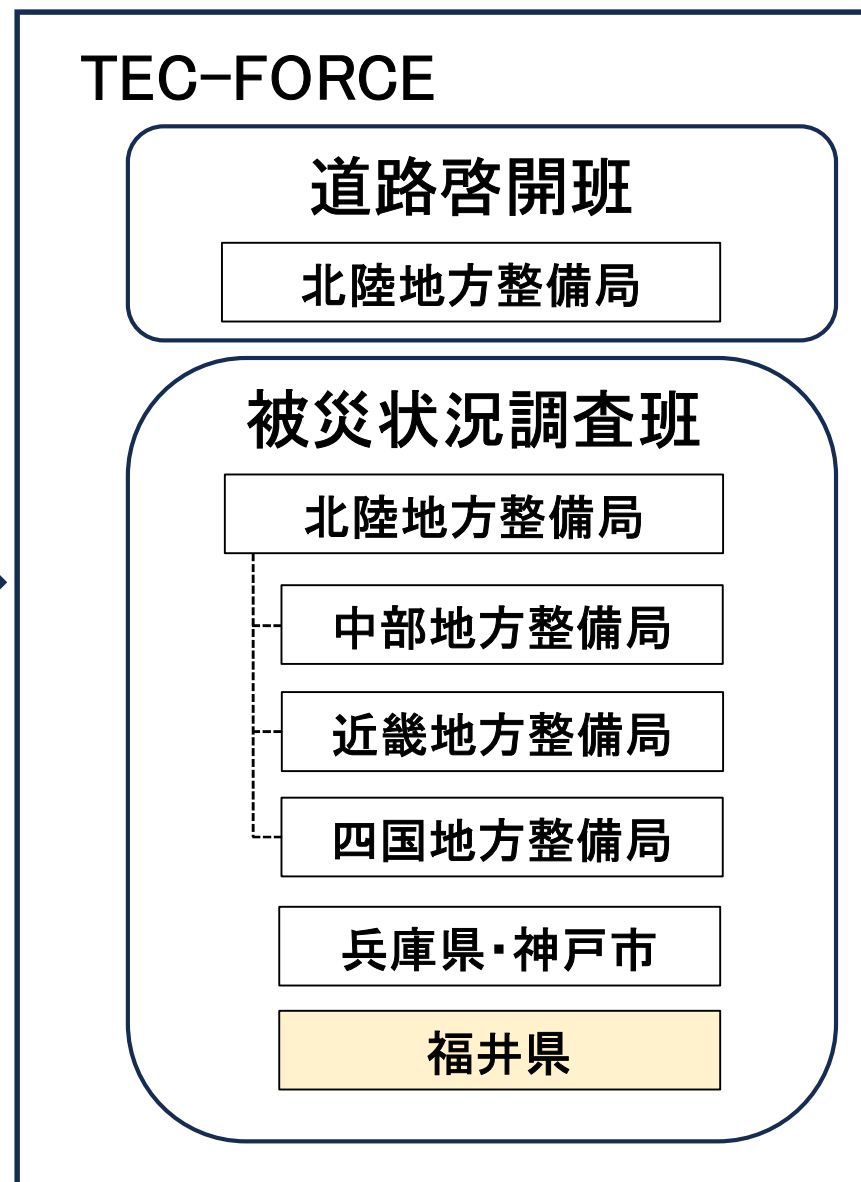 TEC-FORCE
道路啓開班
北陸地方整備局
被災状況調査班
北陸地方整備局
中部地方整備局
近畿地方整備局
四国地方整備局
兵庫県・神戸市
福井県